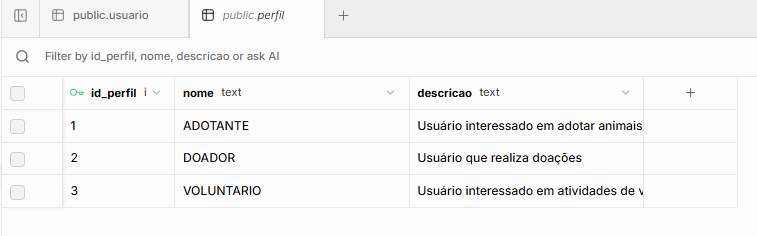 public.usuario public.perfil
Filter by id_perfil, nome, descricao or ask AI
id_perfil i nome text descricao text
1 ADOTANTE Usuário interessado em adotar animais
2 DOADOR Usuário que realiza doações
3 VOLUNTARIO Usuário interessado em atividades de v